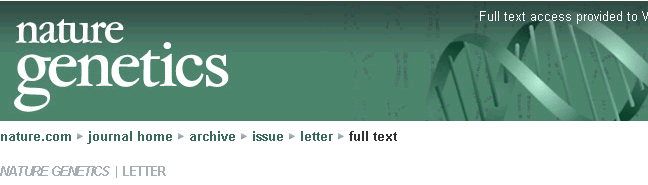 Full text access provided to V
nature
genetics
nature.com ▸ journal home ▸ archive ▸ issue ▸ letter ▸ full text
NATURE GENETICS | LETTER